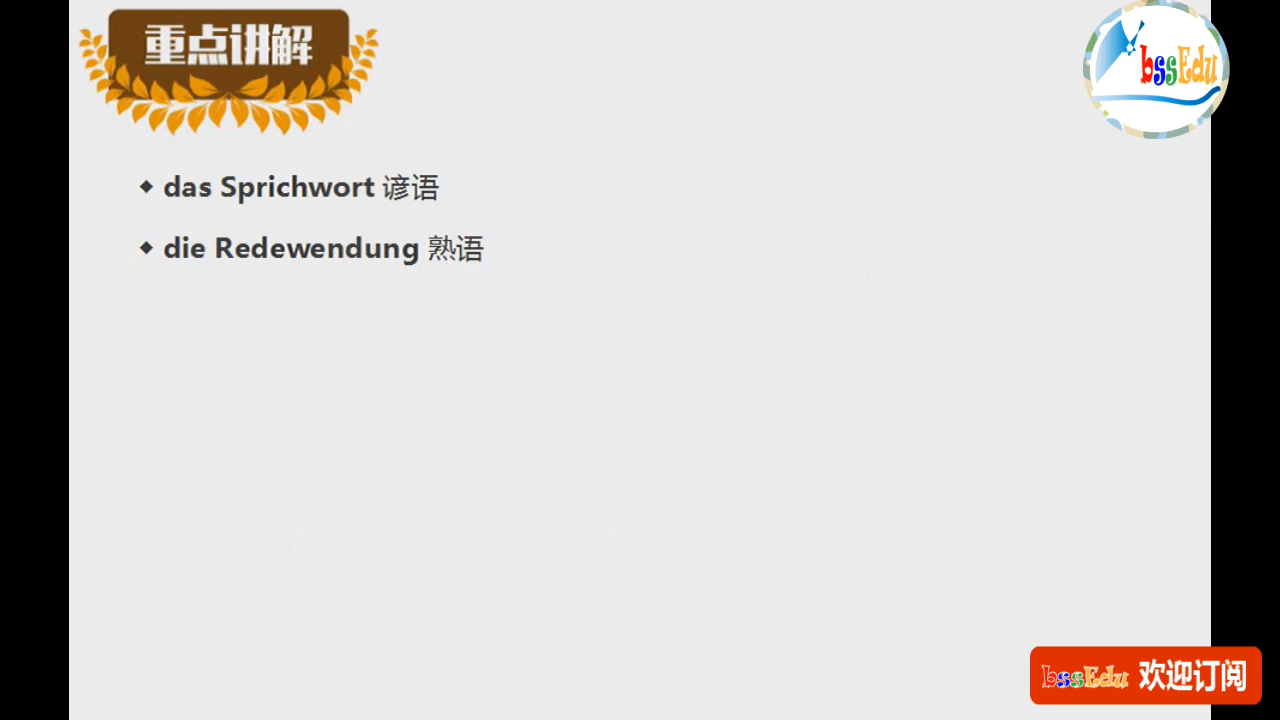 重点讲解
bssEdu
◆ das Sprichwort 谚语
◆ die Redewendung 熟语
bssEdu 欢迎订阅